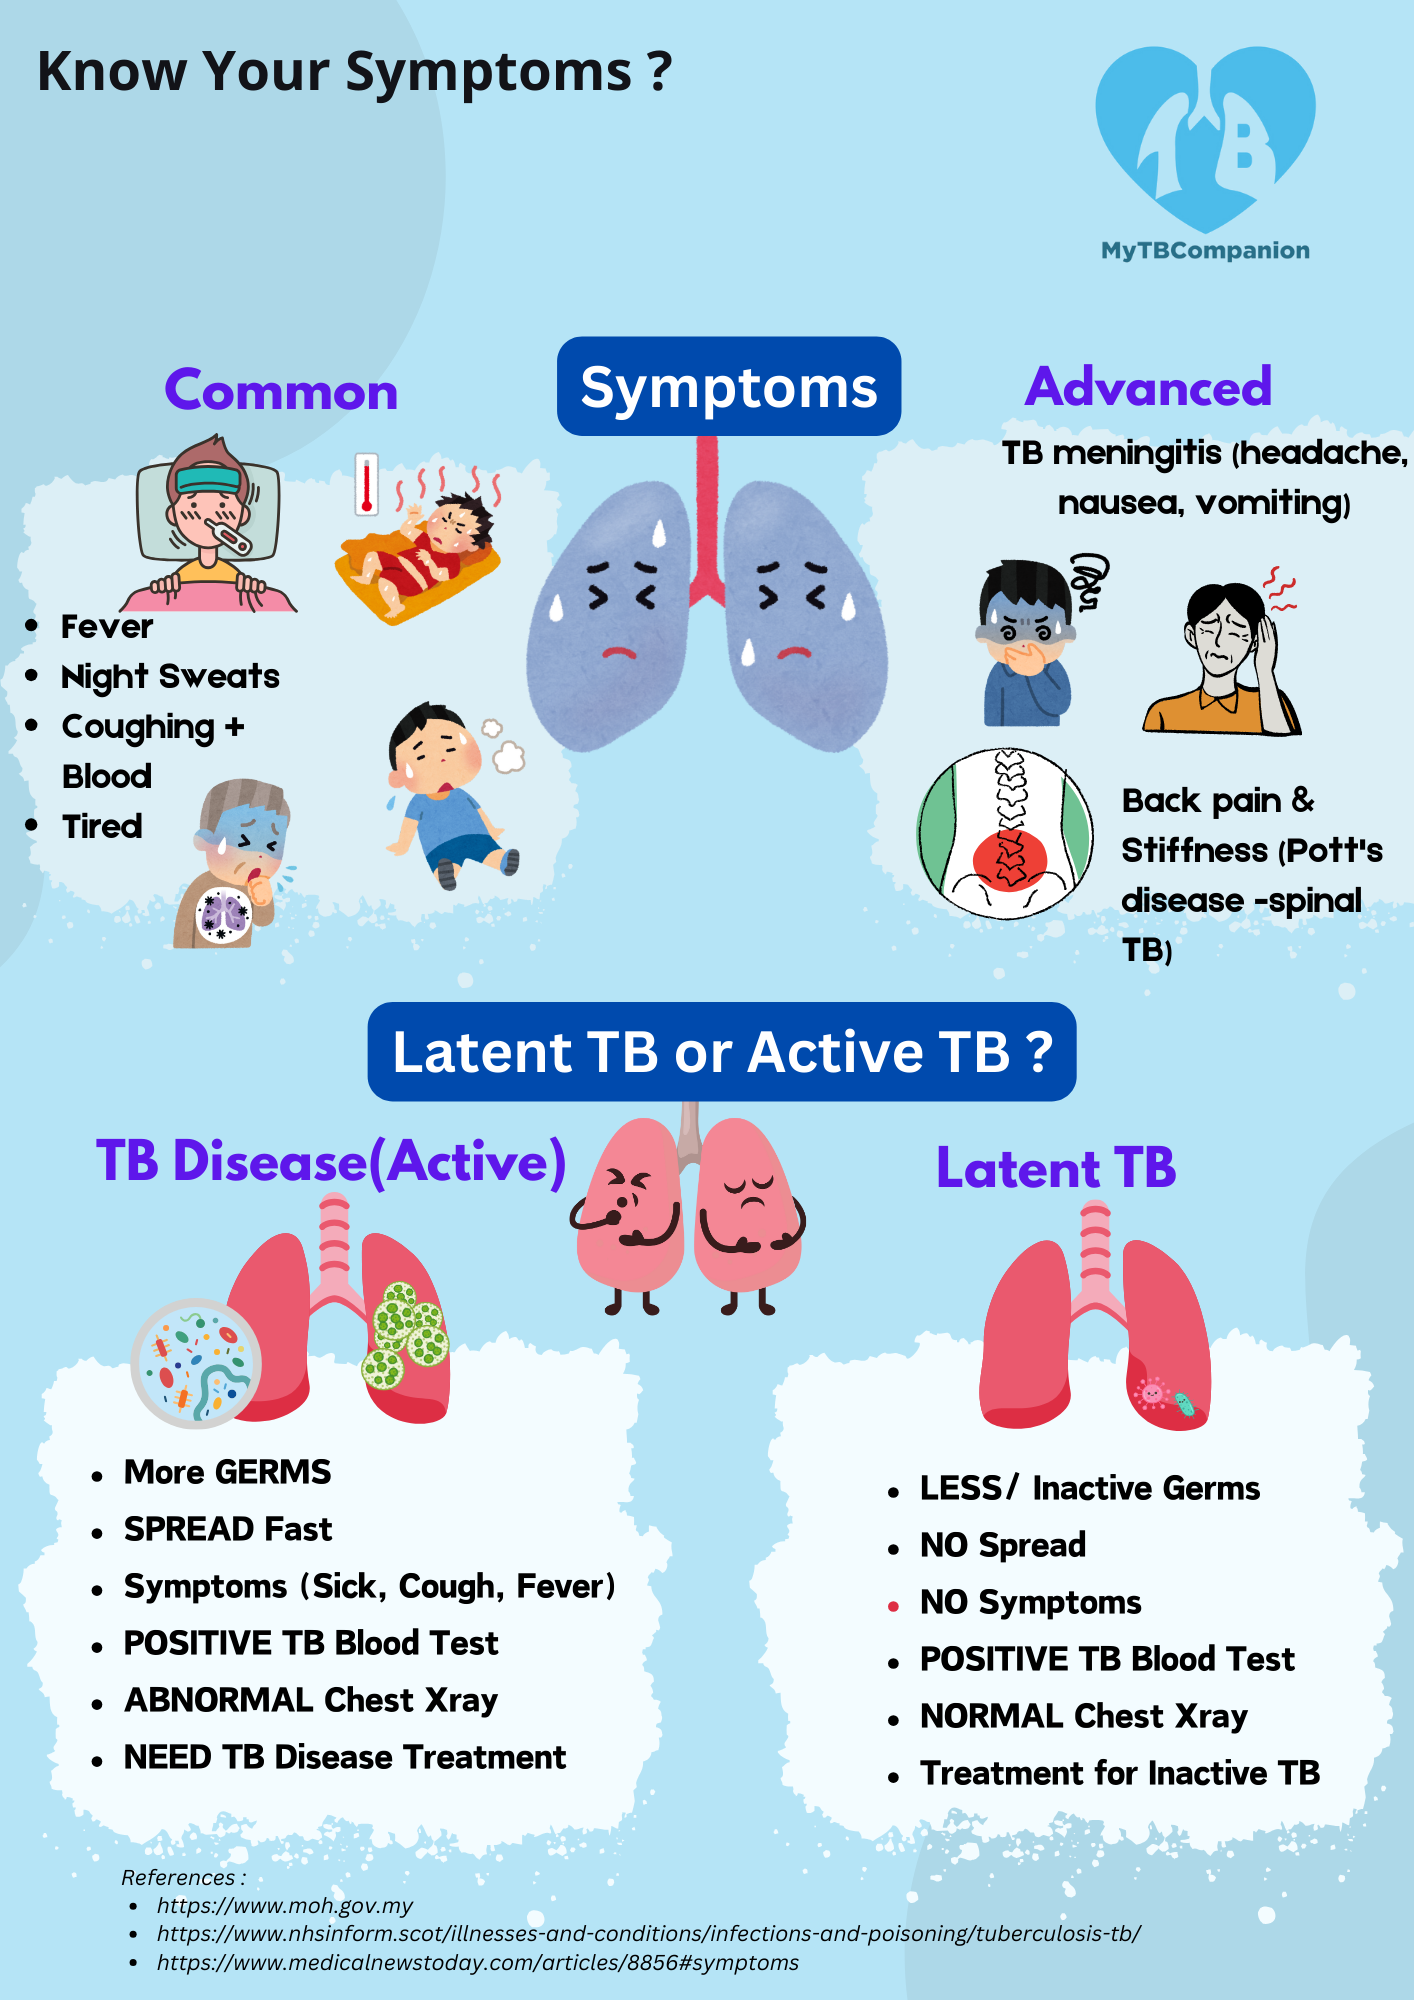 Know Your Symptoms ?
TB
MyTBCompanion
Symptoms
Common
Fever
Night Sweats
Coughing +
Blood
Tired
Advanced
TB meningitis (headache,
nausea, vomiting)
Back pain &
Stiffness (Pott's
disease -spinal
TB)
Latent TB or Active TB ?
TB Disease(Active)
More GERMS
SPREAD Fast
Symptoms (Sick, Cough, Fever)
POSITIVE TB Blood Test
ABNORMAL Chest Xray
NEED TB Disease Treatment
Latent TB
LESS/ Inactive Germs
NO Spread
NO Symptoms
POSITIVE TB Blood Test
NORMAL Chest Xray
Treatment for Inactive TB
References :
https://www.moh.gov.my
https://www.nhsinform.scot/illnesses-and-conditions/infections-and-poisoning/tuberculosis-tb/
https://www.medicalnewstoday.com/articles/8856#symptoms